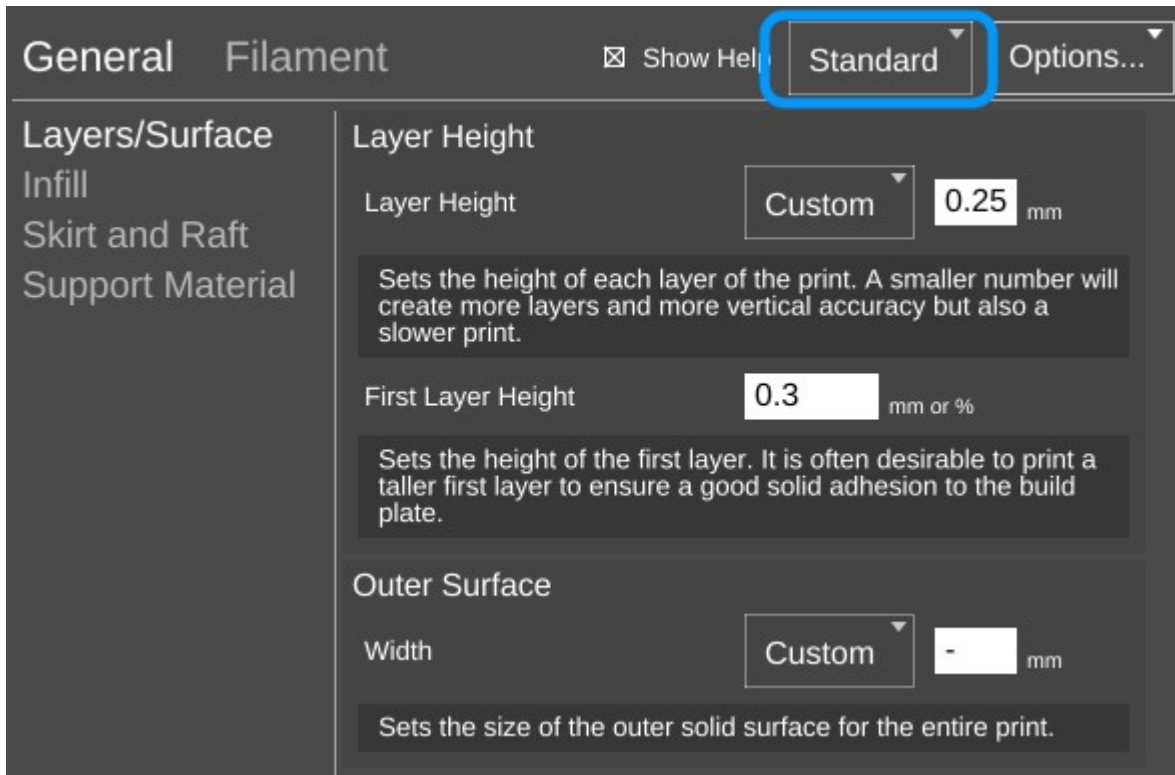 General Filament Show Help Standard Options...
Layers/Surface
Infill
Skirt and Raft
Support Material
Layer Height
Layer Height Custom 0.25 mm
Sets the height of each layer of the print. A smaller number will
create more layers and more vertical accuracy but also a
slower print.
First Layer Height 0.3 mm or %
Sets the height of the first layer. It is often desirable to print a
taller first layer to ensure a good solid adhesion to the build
plate.
Outer Surface
Width Custom - mm
Sets the size of the outer solid surface for the entire print.